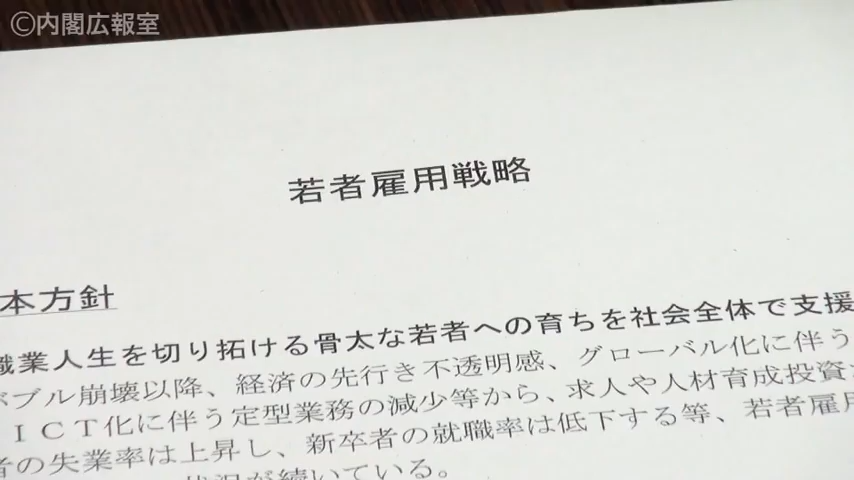 ©内閣広報室
若者雇用戦略
本方針
職業人生を切り拓ける骨太な若者への育ちを社会全体で支援
バブル崩壊以降、経済の先行き不透明感、グローバル化に伴う
ＩＣＴ化に伴う定型業務の減少等から、求人や人材育成投資
者の失業率は上昇し、新卒者の就職率は低下する等、若者雇用
状況が続いている。